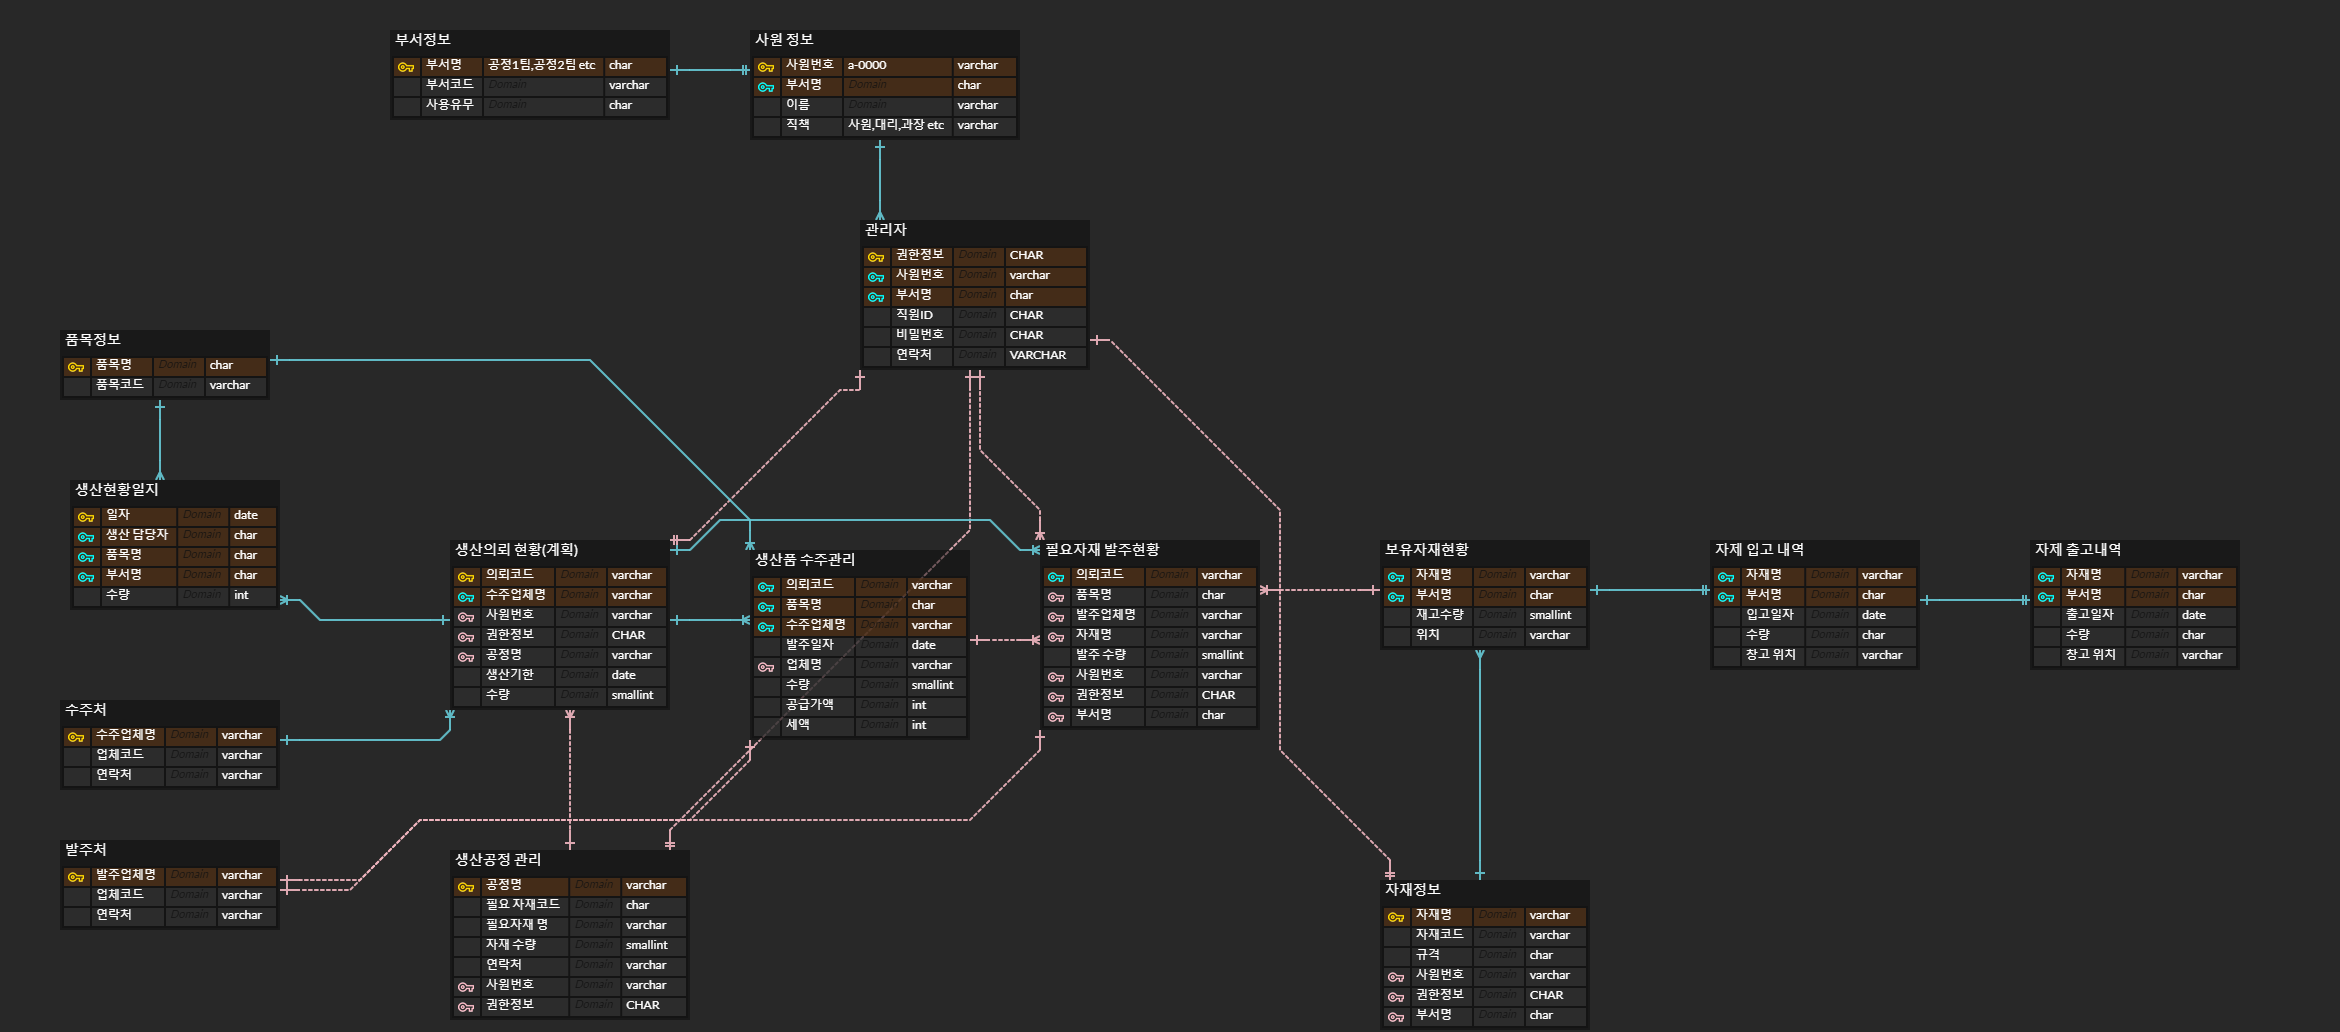 부서정보
부서명 공정1팀,공정2팀 etc char
부서코드 Domain varchar
사용유무 Domain char
사원 정보
사원번호 a-0000 varchar
부서명 Domain char
이름 Domain varchar
직책 사원,대리,과장 etc varchar
관리자
권한정보 Domain CHAR
사원번호 Domain varchar
부서명 Domain char
직원ID Domain CHAR
비밀번호 Domain CHAR
연락처 Domain VARCHAR
품목정보
품목명 Domain char
품목코드 Domain varchar
생산현황일지
일자 Domain date
생산 담당자 Domain char
품목명 Domain char
부서명 Domain char
수량 Domain int
생산의뢰 현황(계획)
의뢰코드 Domain varchar
수주업체명 Domain varchar
사원번호 Domain varchar
권한정보 Domain CHAR
공정명 Domain varchar
생산기한 Domain date
수량 Domain smallint
생산품 수주관리
의뢰코드 Domain varchar
품목명 Domain char
수주업체명 Domain varchar
발주일자 Domain date
업체명 Domain varchar
수량 Domain smallint
공급가액 Domain int
세액 Domain int
필요자재 발주현황
의뢰코드 Domain varchar
품목명 Domain char
발주업체명 Domain varchar
자재명 Domain varchar
발주 수량 Domain smallint
사원번호 Domain varchar
권한정보 Domain CHAR
부서명 Domain char
보유자재현황
자재명 Domain varchar
부서명 Domain char
재고수량 Domain smallint
위치 Domain varchar
자제 입고 내역
자재명 Domain varchar
부서명 Domain char
입고일자 Domain date
수량 Domain char
창고 위치 Domain varchar
자제 출고내역
자재명 Domain varchar
부서명 Domain char
출고일자 Domain date
수량 Domain char
창고 위치 Domain varchar
수주처
수주업체명 Domain varchar
업체코드 Domain varchar
연락처 Domain varchar
발주처
발주업체명 Domain varchar
업체코드 Domain varchar
연락처 Domain varchar
생산공정 관리
공정명 Domain varchar
필요 자재코드 Domain char
필요자재 명 Domain varchar
자재 수량 Domain smallint
연락처 Domain varchar
사원번호 Domain varchar
권한정보 Domain CHAR
자재정보
자재명 Domain varchar
자재코드 Domain varchar
규격 Domain char
사원번호 Domain varchar
권한정보 Domain CHAR
부서명 Domain char